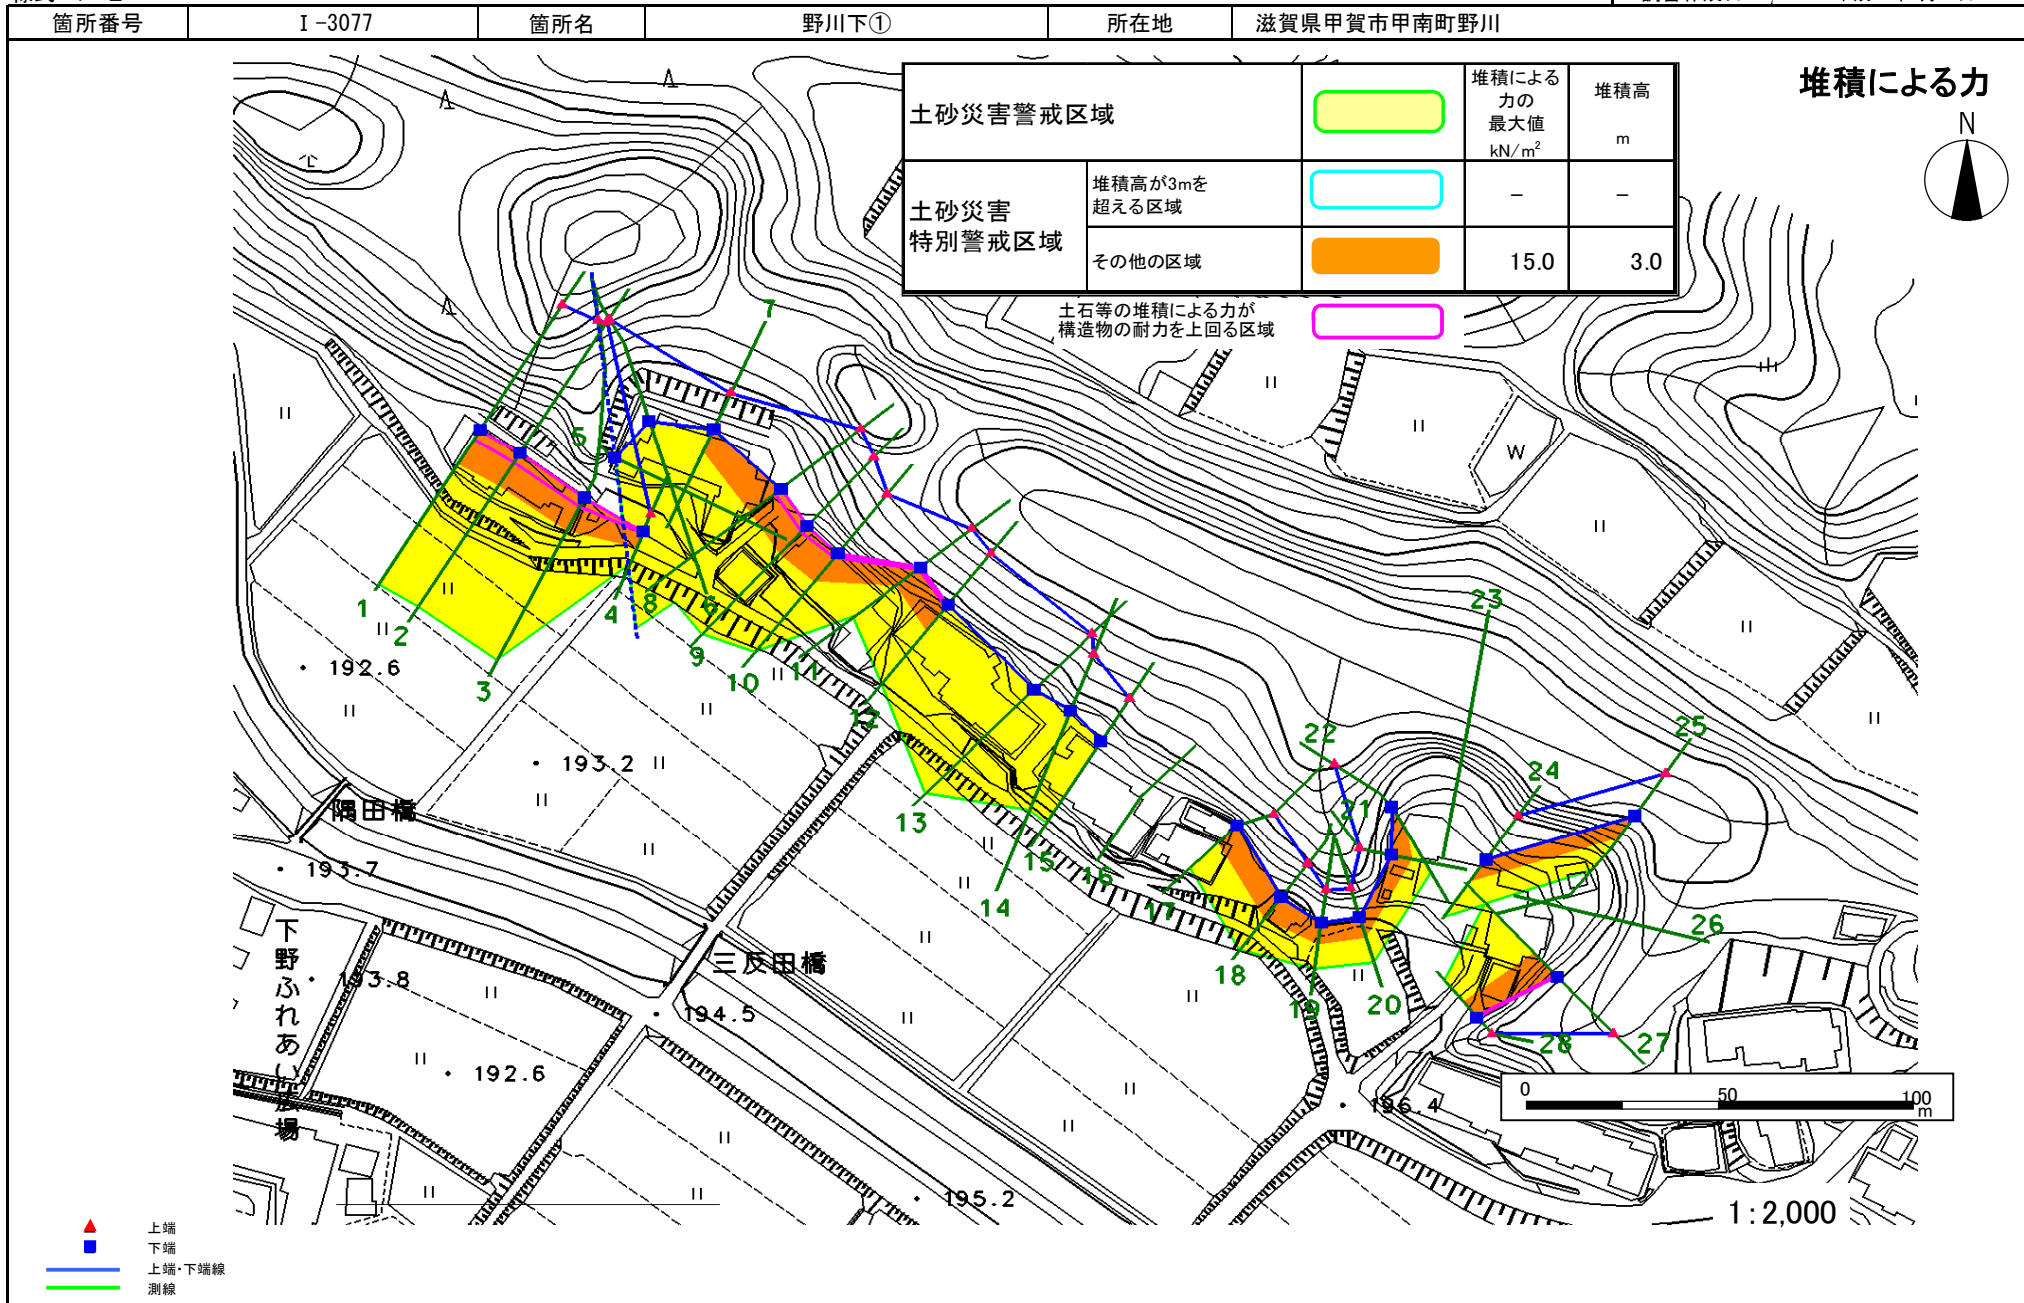 箇所番号
Ⅰ-3077
箇所名
野川下①
所在地
滋賀県甲賀市甲南町野川
堆積による力
N
土砂災害警戒区域
堆積による
力の
最大値
kN/m²
堆積高
m
土砂災害
特別警戒区域
堆積高が3mを
超える区域
-
-
その他の区域
15.0
3.0
土石等の堆積による力が
構造物の耐力を上回る区域
7
5
1
2
3
4
8
6
9
10
11
12
13
14
15
16
17
18
19
20
21
22
23
24
25
26
27
28
W
192.6
193.2
隅田橋
193.7
下野ふれあい広場
193.8
三反田橋
194.5
192.6
196.4
195.2
0
50
100
m
1:2,000
上端
下端
上端・下端線
測線